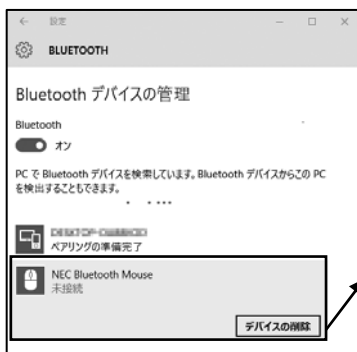 設定
BLUETOOTH
Bluetooth デバイスの管理
Bluetooth
オン
PC で Bluetooth デバイスを検索しています。Bluetooth デバイスからこの PC
を検出することもできます。
ペアリングの準備完了
NEC Bluetooth Mouse
未接続
デバイスの削除